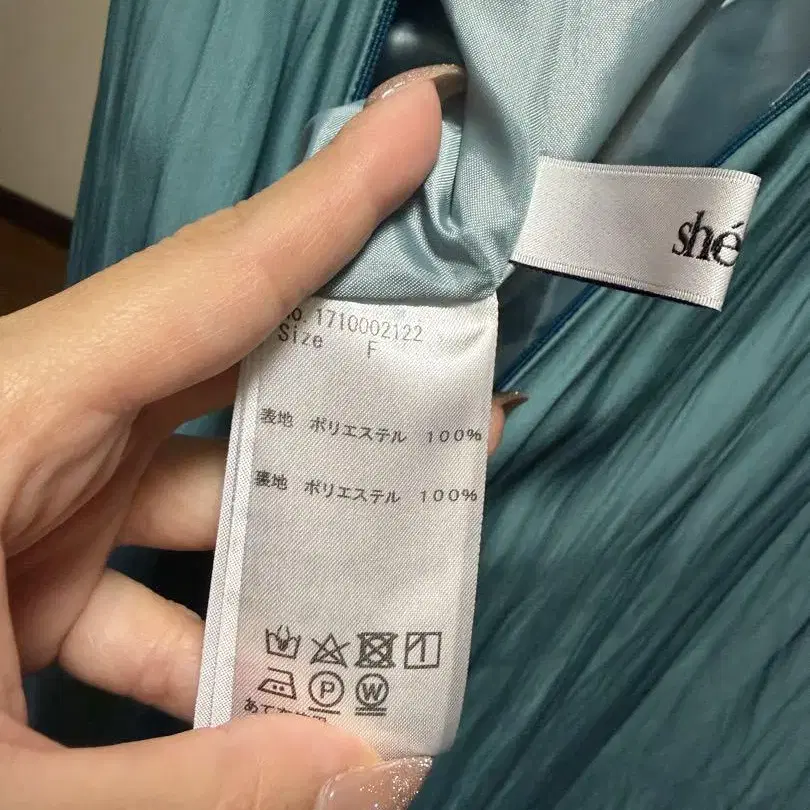 shé
No. 1710002122
Size F
表地 ポリエステル 100%
裏地 ポリエステル 100%
P W